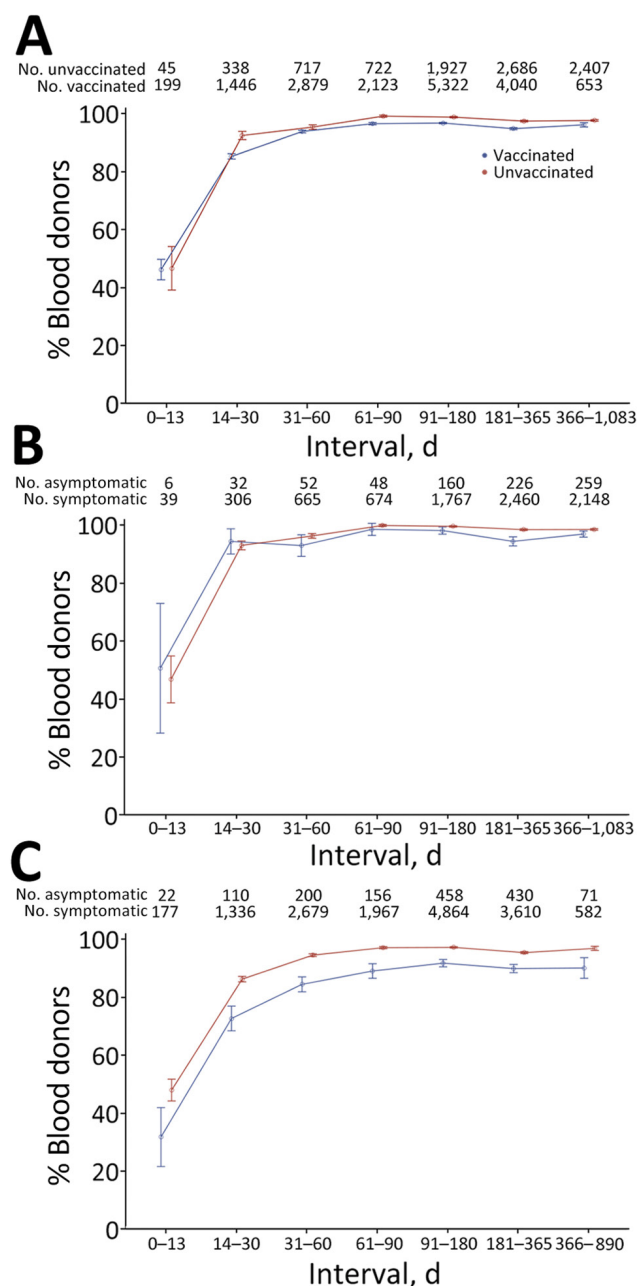 A
No. unvaccinated 45 338 717 722 1,927 2,686 2,407
No. vaccinated 199 1,446 2,879 2,123 5,322 4,040 653
100
80
60
40
20
0
% Blood donors
Vaccinated
Unvaccinated
0–13 14–30 31–60 61–90 91–180 181–365 366–1,083
Interval, d
B
No. asymptomatic 6 32 52 48 160 226 259
No. symptomatic 39 306 665 674 1,767 2,460 2,148
100
80
60
40
20
0
% Blood donors
0–13 14–30 31–60 61–90 91–180 181–365 366–1,083
Interval, d
C
No. asymptomatic 22 110 200 156 458 430 71
No. symptomatic 177 1,336 2,679 1,967 4,864 3,610 582
100
80
60
40
20
0
% Blood donors
0–13 14–30 31–60 61–90 91–180 181–365 366–890
Interval, d